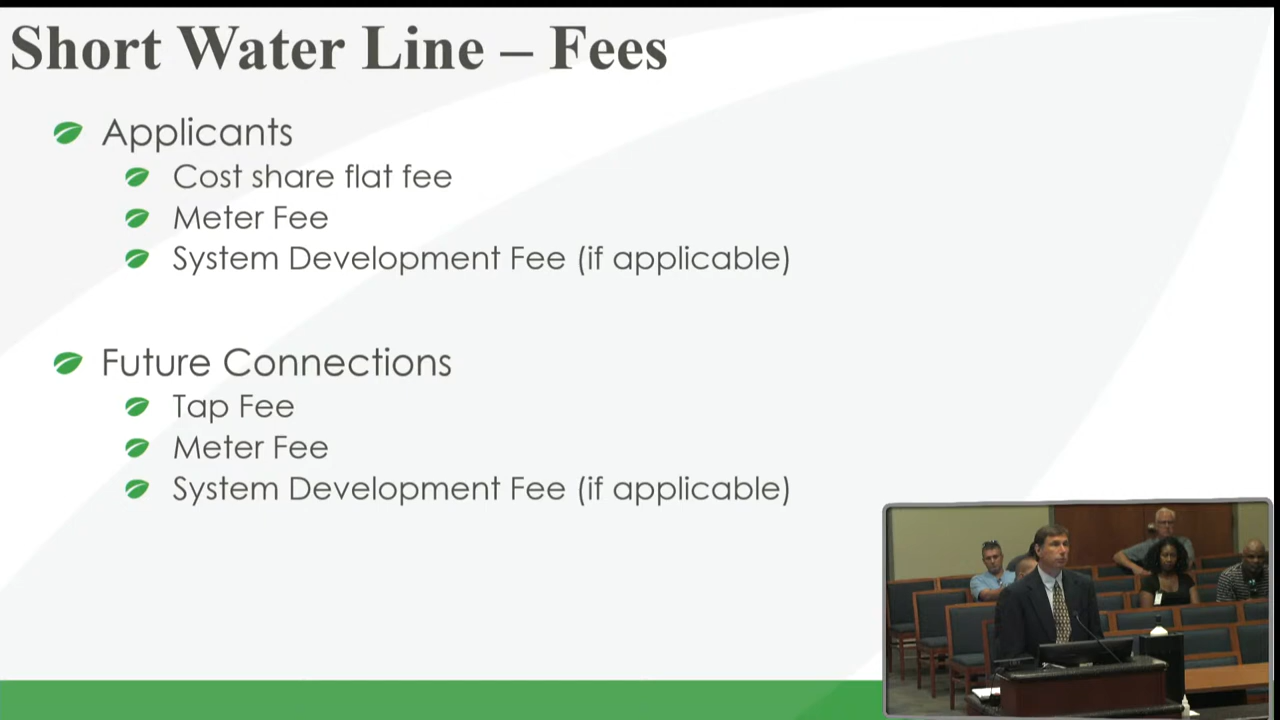 Short Water Line – Fees
Applicants
Cost share flat fee
Meter Fee
System Development Fee (if applicable)
Future Connections
Tap Fee
Meter Fee
System Development Fee (if applicable)